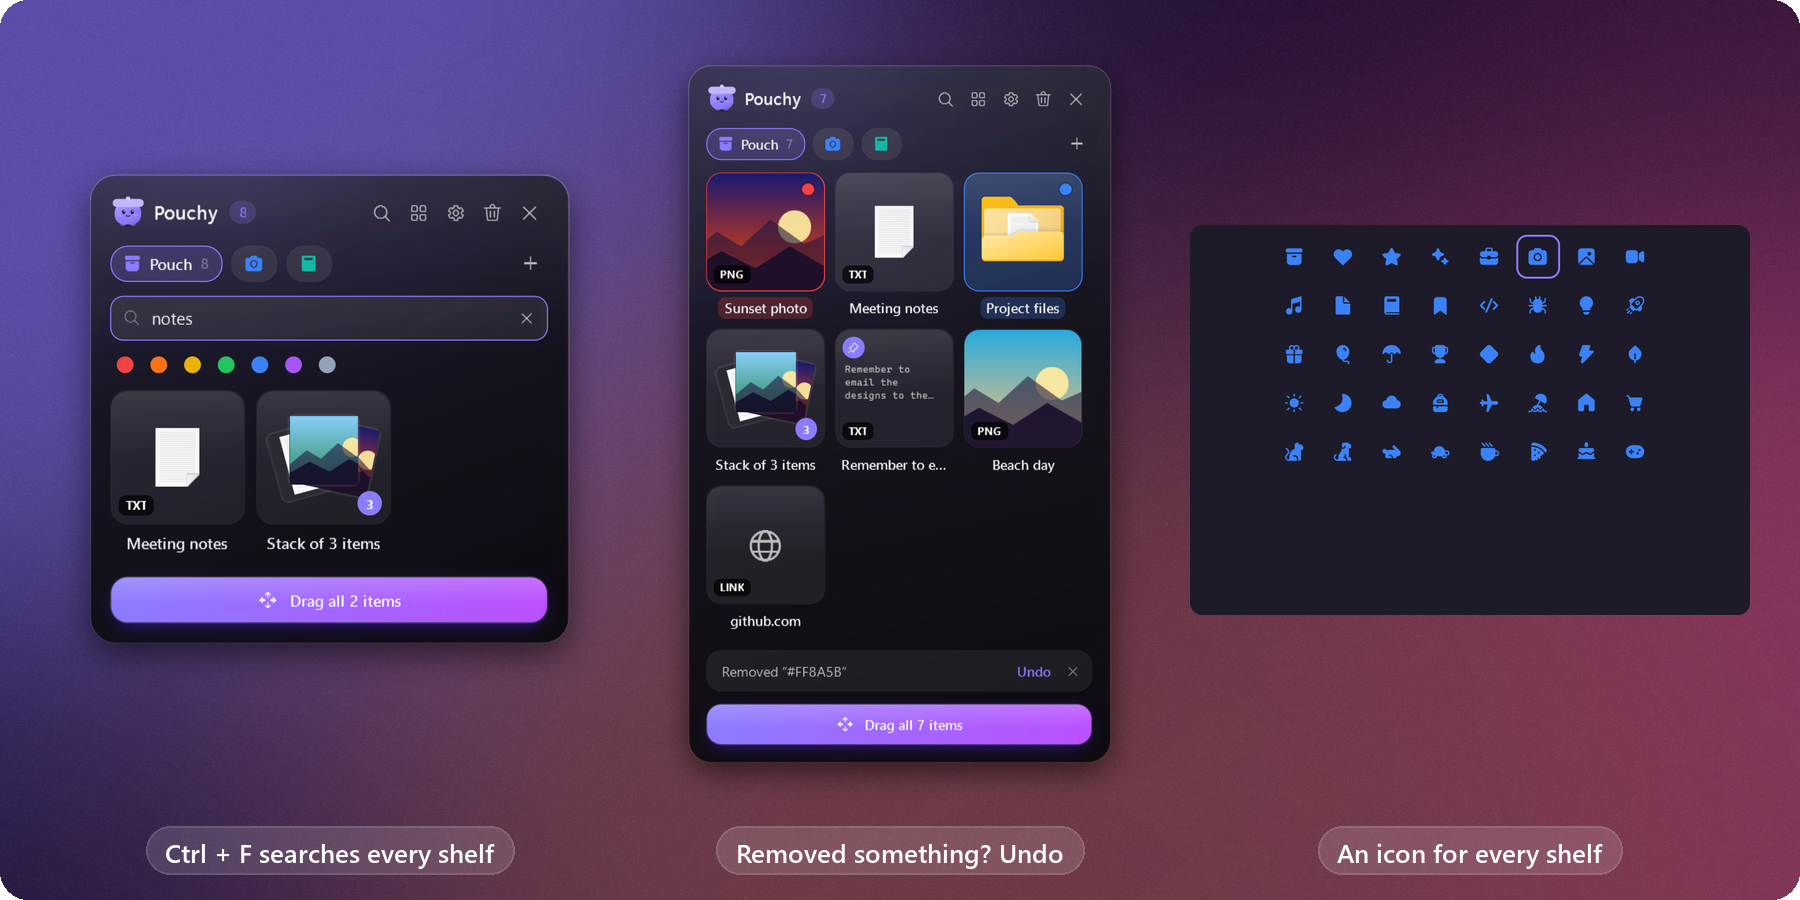 Pouchy 8
Pouch 8
notes
TXT
3
Meeting notes
Stack of 3 items
Drag all 2 items
Ctrl + F searches every shelf
Pouchy 7
Pouch 7
PNG
TXT
Sunset photo
Meeting notes
Project files
3
Remember to
email the
designs to the…
TXT
PNG
Stack of 3 items
Remember to e...
Beach day
LINK
github.com
Removed “#FF8A5B”
Undo
Drag all 7 items
Removed something? Undo
An icon for every shelf